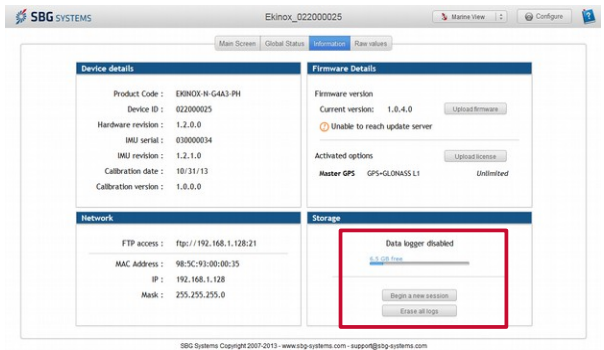 SBG SYSTEMS
Ekinox_022000025
Marine View
Configure
Main Screen
Global Status
Information
Raw values
Device details
Product Code : EKINOX-N-G4A3-PH
Device ID : 022000025
Hardware revision : 1.2.0.0
IMU serial : 030000034
IMU revision : 1.2.1.0
Calibration date : 10/31/13
Calibration version : 1.0.0.0
Firmware Details
Firmware version
Current version: 1.0.4.0
Upload firmware
Unable to reach update server
Activated options
Upload license
Master GPS GPS+GLONASS L1 Unlimited
Network
FTP access : ftp://192.168.1.128:21
MAC Address : 98:5C:93:00:00:35
IP : 192.168.1.128
Mask : 255.255.255.0
Storage
Data logger disabled
6.5 GB free
Begin a new session
Erase all logs
SBG Systems Copyright 2007-2013 - www.sbg-systems.com - support@sbg-systems.com